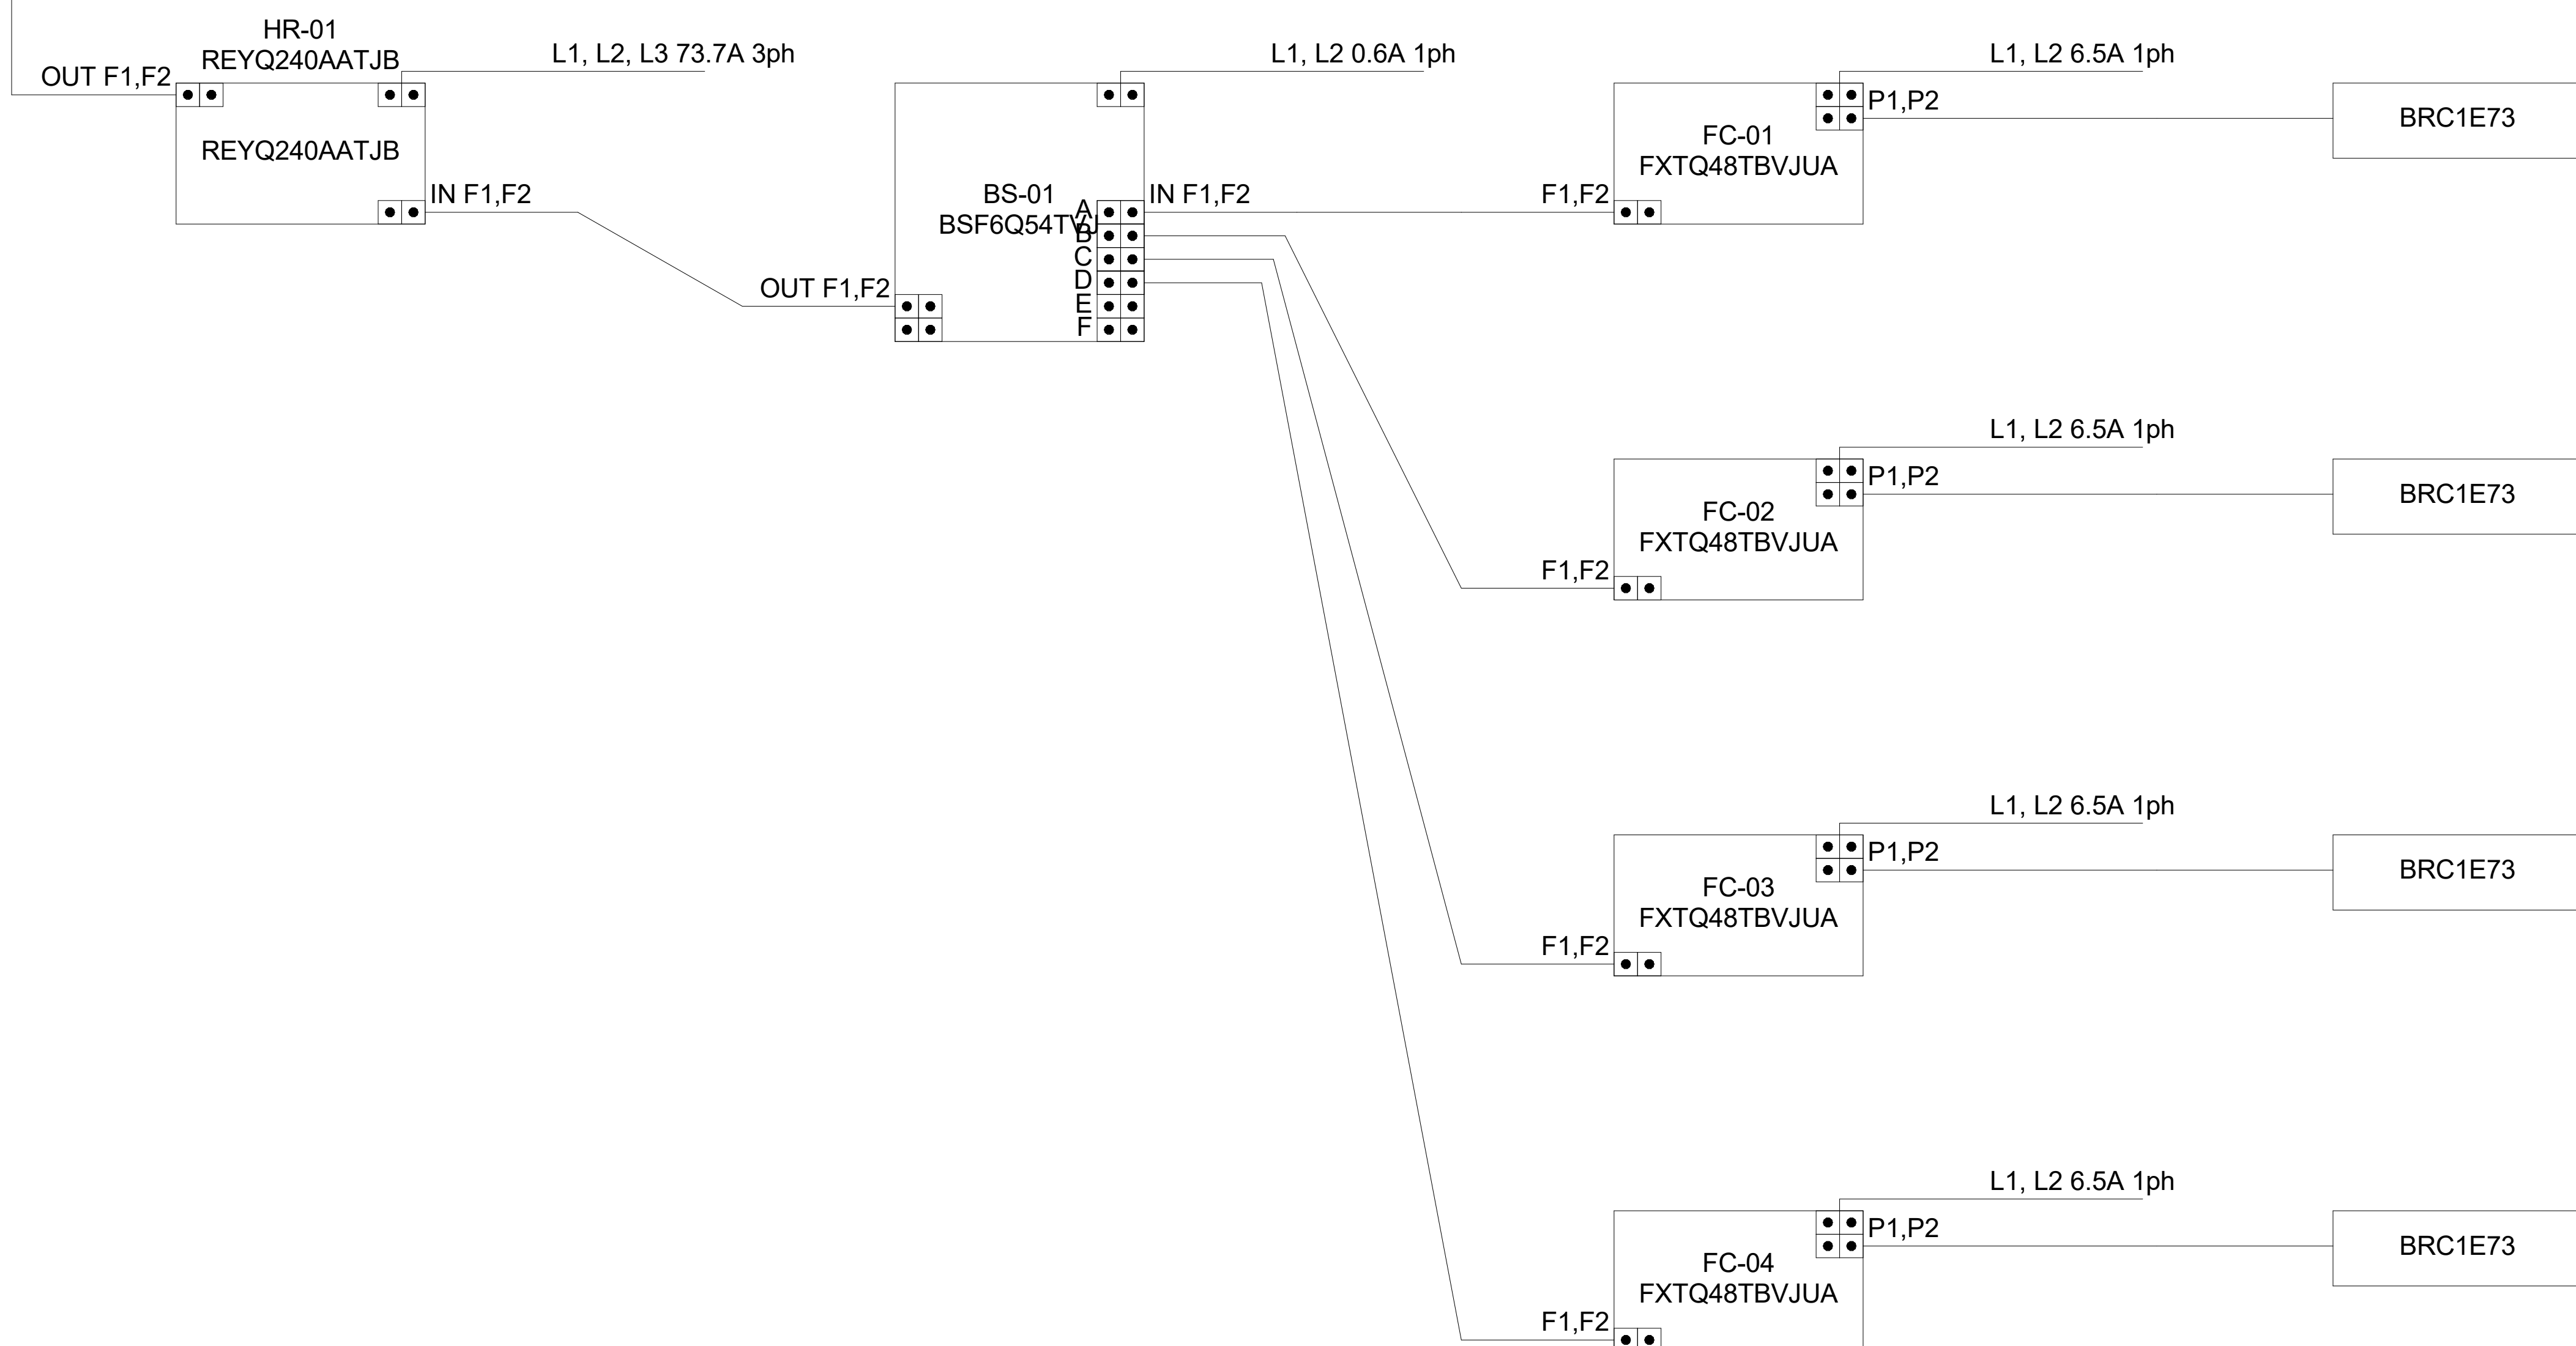 HR-01
REYQ240AATJB
L1, L2, L3 73.7A 3ph
OUT F1,F2
REYQ240AATJB
IN F1,F2
L1, L2 0.6A 1ph
BS-01
BSF6Q54TVJ
OUT F1,F2
A
B
C
D
E
F
IN F1,F2
L1, L2 6.5A 1ph
P1,P2
FC-01
FXTQ48TBVJUA
F1,F2
BRC1E73
L1, L2 6.5A 1ph
P1,P2
FC-02
FXTQ48TBVJUA
F1,F2
BRC1E73
L1, L2 6.5A 1ph
P1,P2
FC-03
FXTQ48TBVJUA
F1,F2
BRC1E73
L1, L2 6.5A 1ph
P1,P2
FC-04
FXTQ48TBVJUA
F1,F2
BRC1E73